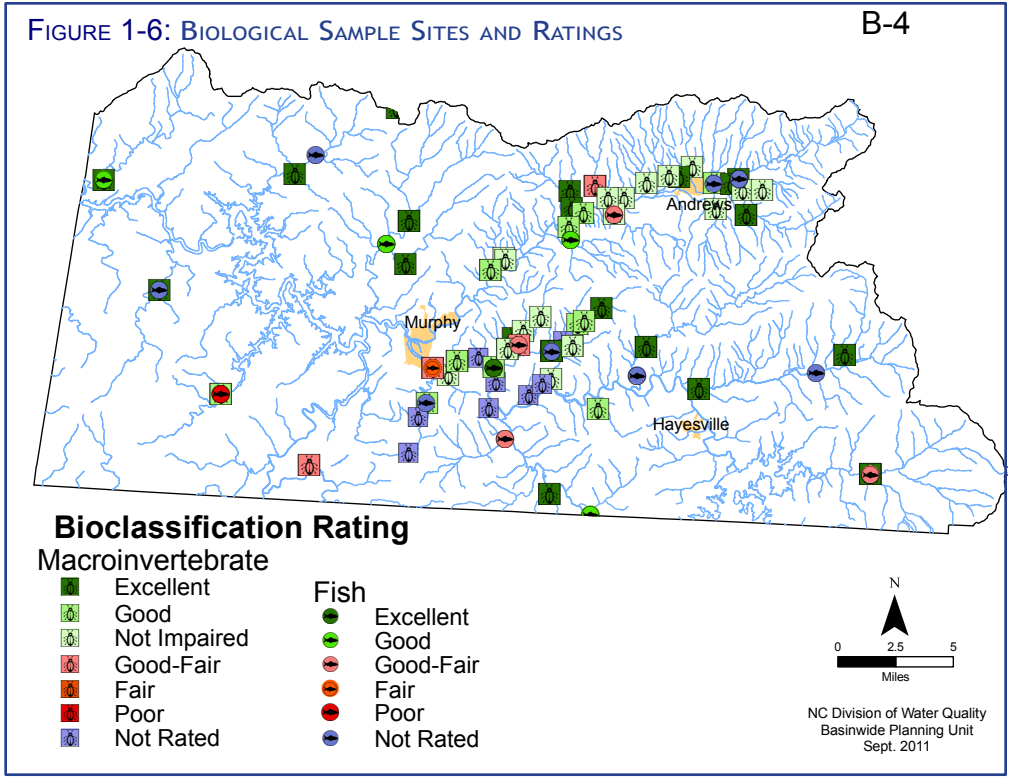 FIGURE 1-6: BIOLOGICAL SAMPLE SITES AND RATINGS
B-4
Andrews
Murphy
Hayesville
Bioclassification Rating
Macroinvertebrate
Excellent
Good
Not Impaired
Good-Fair
Fair
Poor
Not Rated
Fish
Excellent
Good
Good-Fair
Fair
Poor
Not Rated
N
0 2.5 5
Miles
NC Division of Water Quality
Basinwide Planning Unit
Sept. 2011